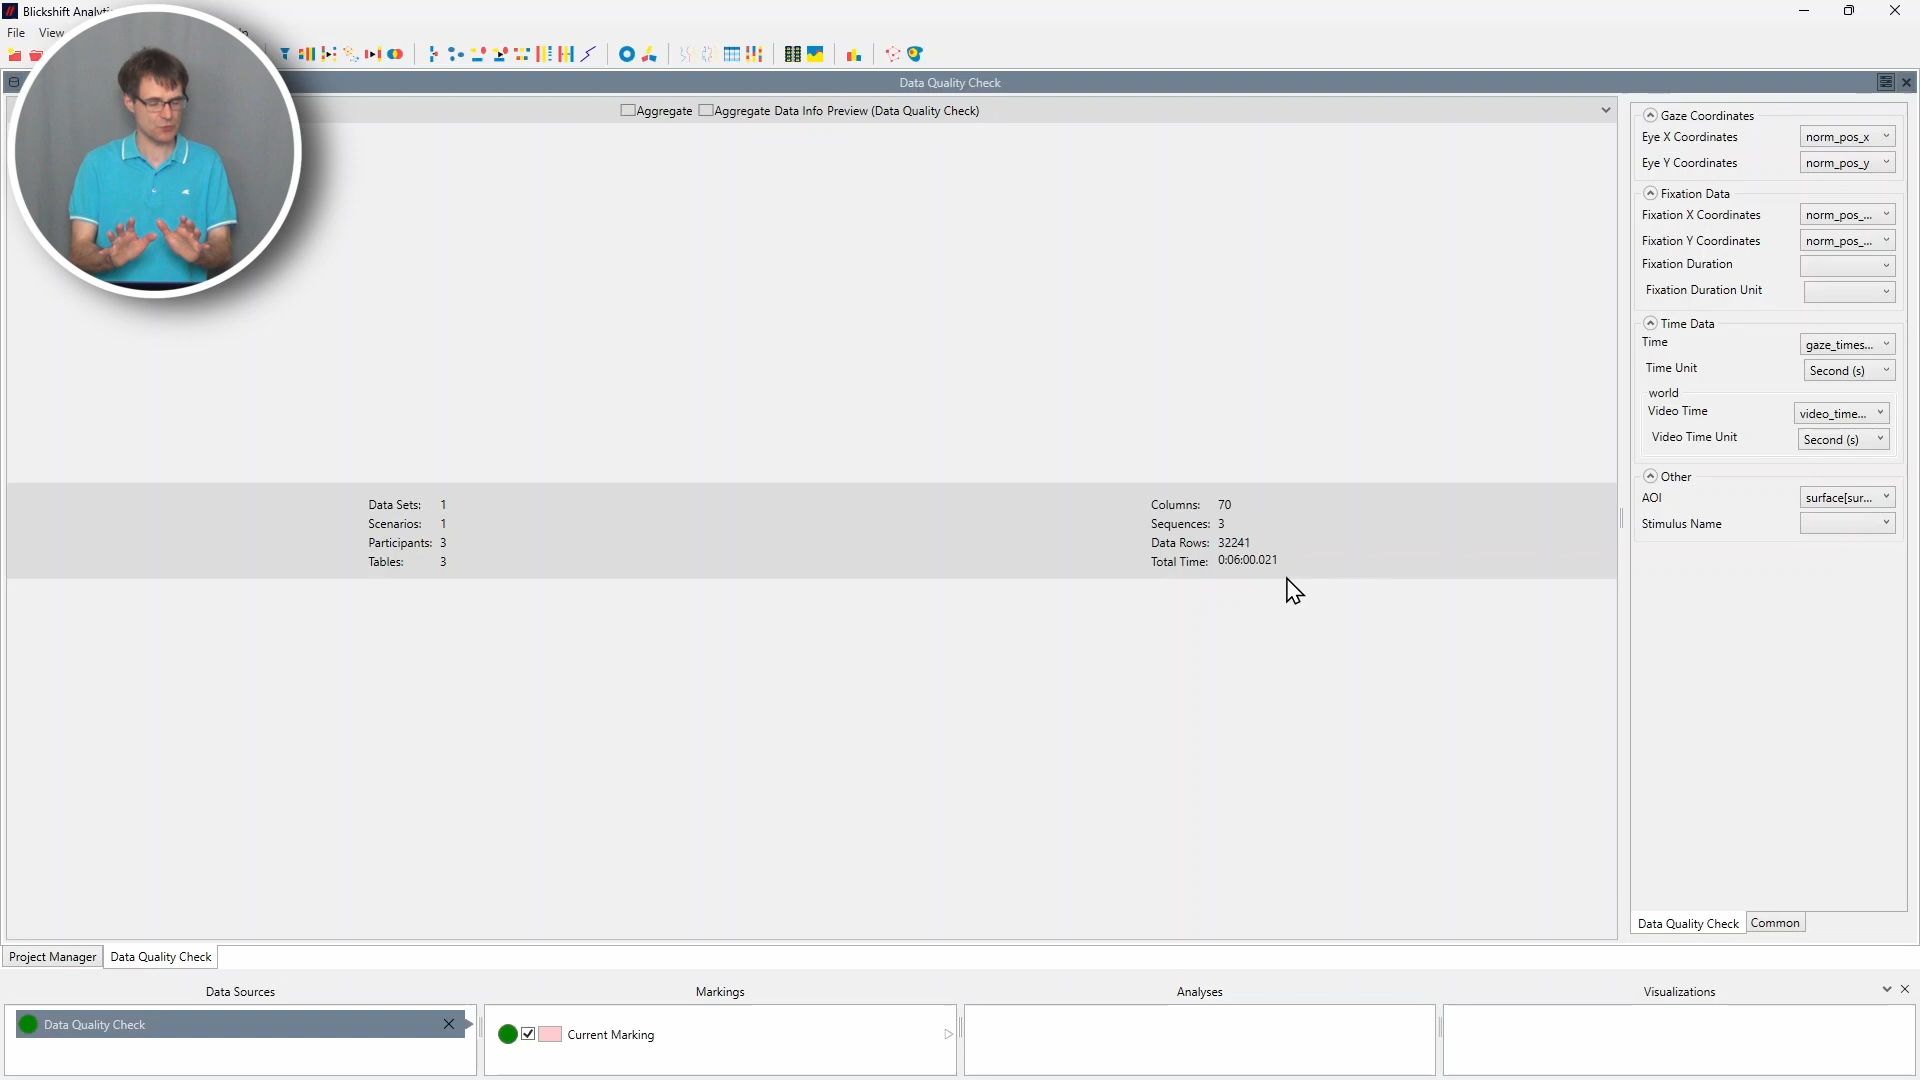 Blickshift Analyti
File View
Data Quality Check
Aggregate Aggregate Data Info Preview (Data Quality Check)
Gaze Coordinates
Eye X Coordinates norm_pos_x
Eye Y Coordinates norm_pos_y
Fixation Data
Fixation X Coordinates norm_pos_...
Fixation Y Coordinates norm_pos_...
Fixation Duration
Fixation Duration Unit
Time Data
Time gaze_times...
Time Unit Second (s)
world
Video Time video_time...
Video Time Unit Second (s)
Other
AOI surface[sur...
Stimulus Name
Data Sets: 1
Scenarios: 1
Participants: 3
Tables: 3
Columns: 70
Sequences: 3
Data Rows: 32241
Total Time: 0:06:00.021
Data Quality Check Common
Project Manager Data Quality Check
Data Sources Markings Analyses Visualizations
Data Quality Check
Current Marking